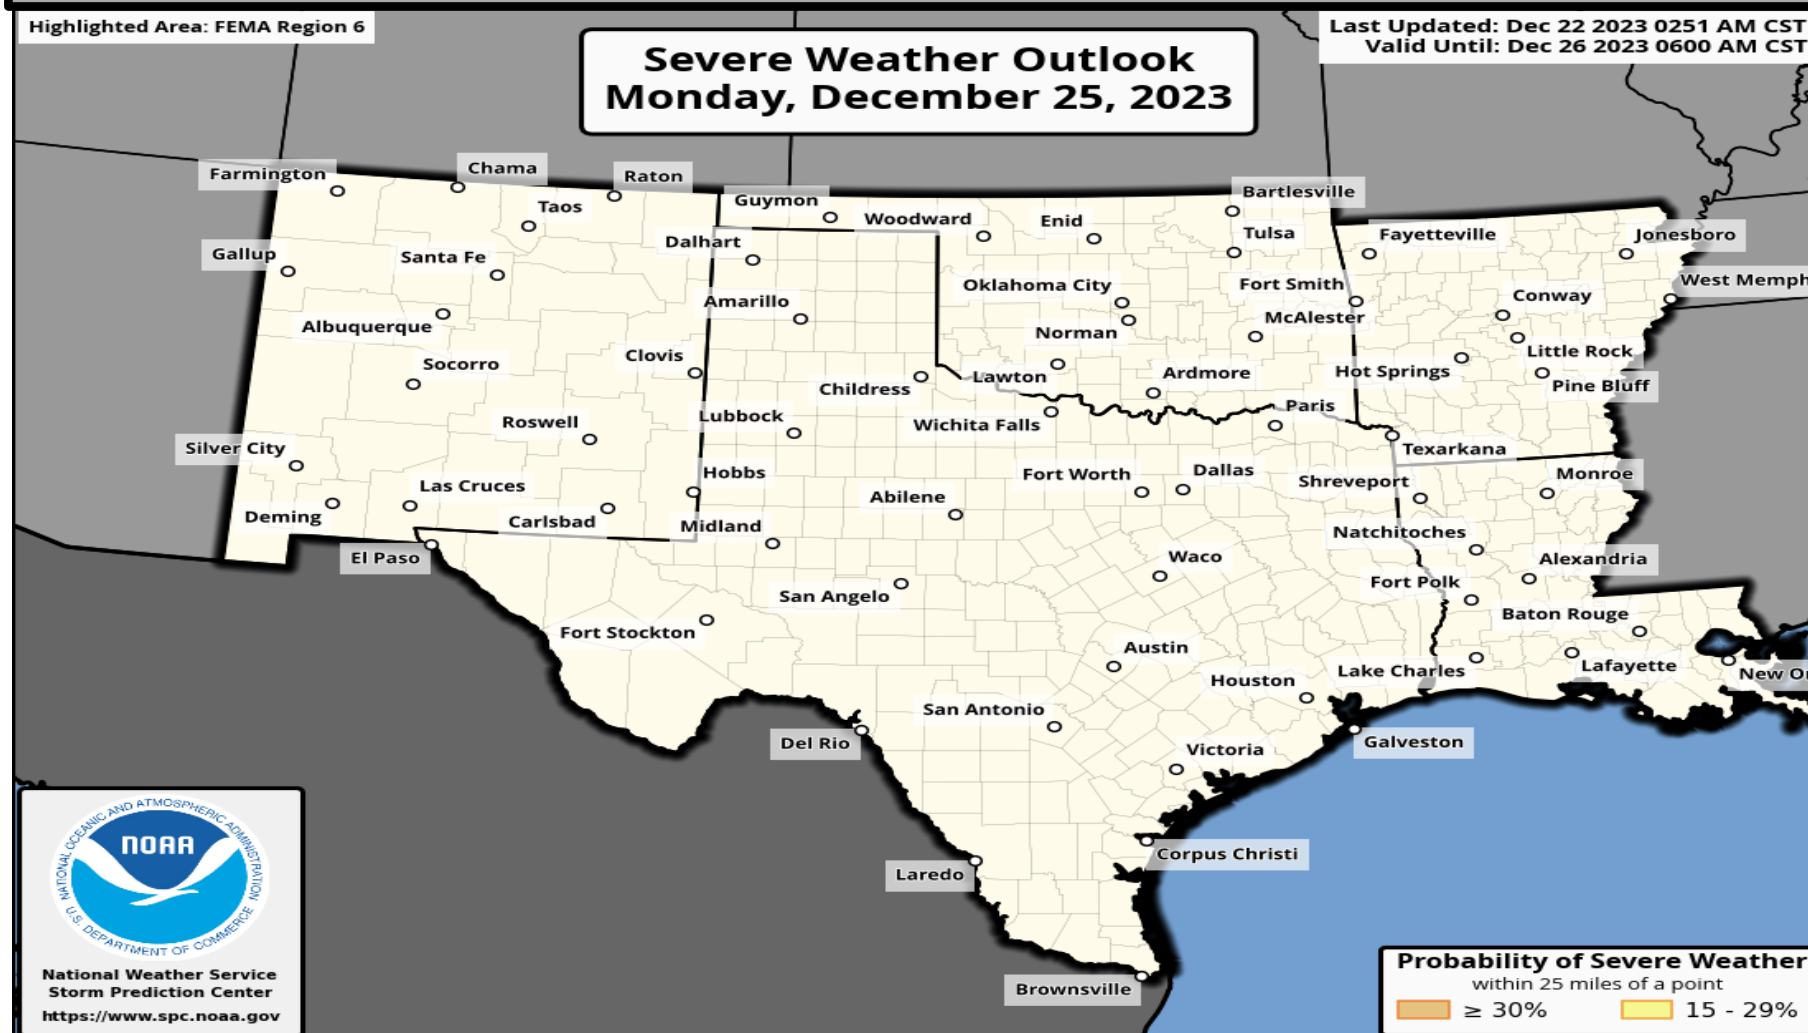 Highlighted Area: FEMA Region 6
Severe Weather Outlook
Monday, December 25, 2023
Last Updated: Dec 22 2023 0251 AM CST
Valid Until: Dec 26 2023 0600 AM CST
Farmington
Chama
Raton
Taos
Guymon
Woodward
Enid
Bartlesville
Gallup
Santa Fe
Dalhart
Tulsa
Fayetteville
Jonesboro
Oklahoma City
Fort Smith
West Memph
Albuquerque
Amarillo
Norman
McAlester
Conway
Socorro
Clovis
Childress
Lawton
Ardmore
Hot Springs
Little Rock
Pine Bluff
Roswell
Lubbock
Wichita Falls
Paris
Texarkana
Silver City
Las Cruces
Hobbs
Abilene
Fort Worth
Dallas
Shreveport
Monroe
Deming
Carlsbad
Midland
Natchitoches
El Paso
San Angelo
Waco
Fort Polk
Alexandria
Fort Stockton
Austin
Baton Rouge
Houston
Lake Charles
Lafayette
New Or
San Antonio
Del Rio
Victoria
Galveston
Laredo
Corpus Christi
Brownsville
NATIONAL OCEANIC AND ATMOSPHERIC ADMINISTRATION
NOAA
U.S. DEPARTMENT OF COMMERCE
National Weather Service
Storm Prediction Center
https://www.spc.noaa.gov
Probability of Severe Weather
within 25 miles of a point
≥ 30%
15 - 29%